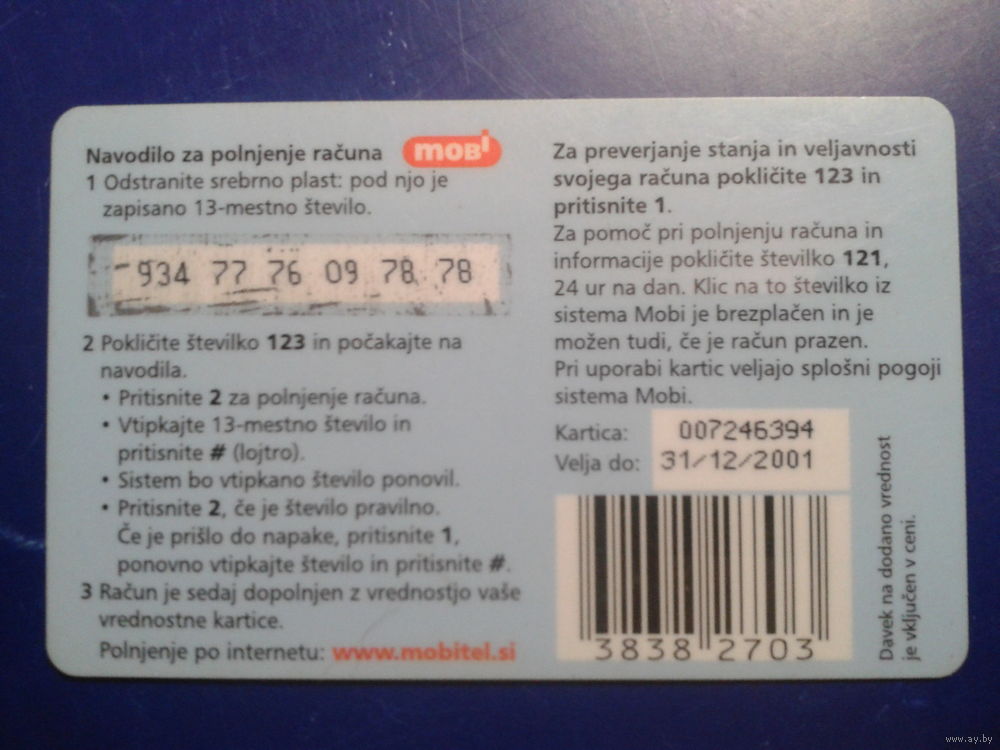 Navodilo za polnjenje računa mobi
1 Odstranite srebrno plast: pod njo je
zapisano 13-mestno število.
934 77 76 09 78 78
2 Pokličite številko 123 in počakajte na
navodila.
• Pritisnite 2 za polnjenje računa.
• Vtipkajte 13-mestno število in
pritisnite # (lojtro).
• Sistem bo vtipkano število ponovil.
• Pritisnite 2, če je število pravilno.
Če je prišlo do napake, pritisnite 1,
ponovno vtipkajte število in pritisnite #.
3 Račun je sedaj dopolnjen z vrednostjo vaše
vrednostne kartice.
Polnjenje po internetu: www.mobitel.si
Za preverjanje stanja in veljavnosti
svojega računa pokličite 123 in
pritisnite 1.
Za pomoč pri polnjenju računa in
informacije pokličite številko 121,
24 ur na dan. Klic na to številko iz
sistema Mobi je brezplačen in je
možen tudi, če je račun prazen.
Pri uporabi kartic veljajo splošni pogoji
sistema Mobi.
Kartica: 007246394
Velja do: 31/12/2001
3838 2703
Davek na dodano vrednost
je vključen v ceni.
www.ay.by